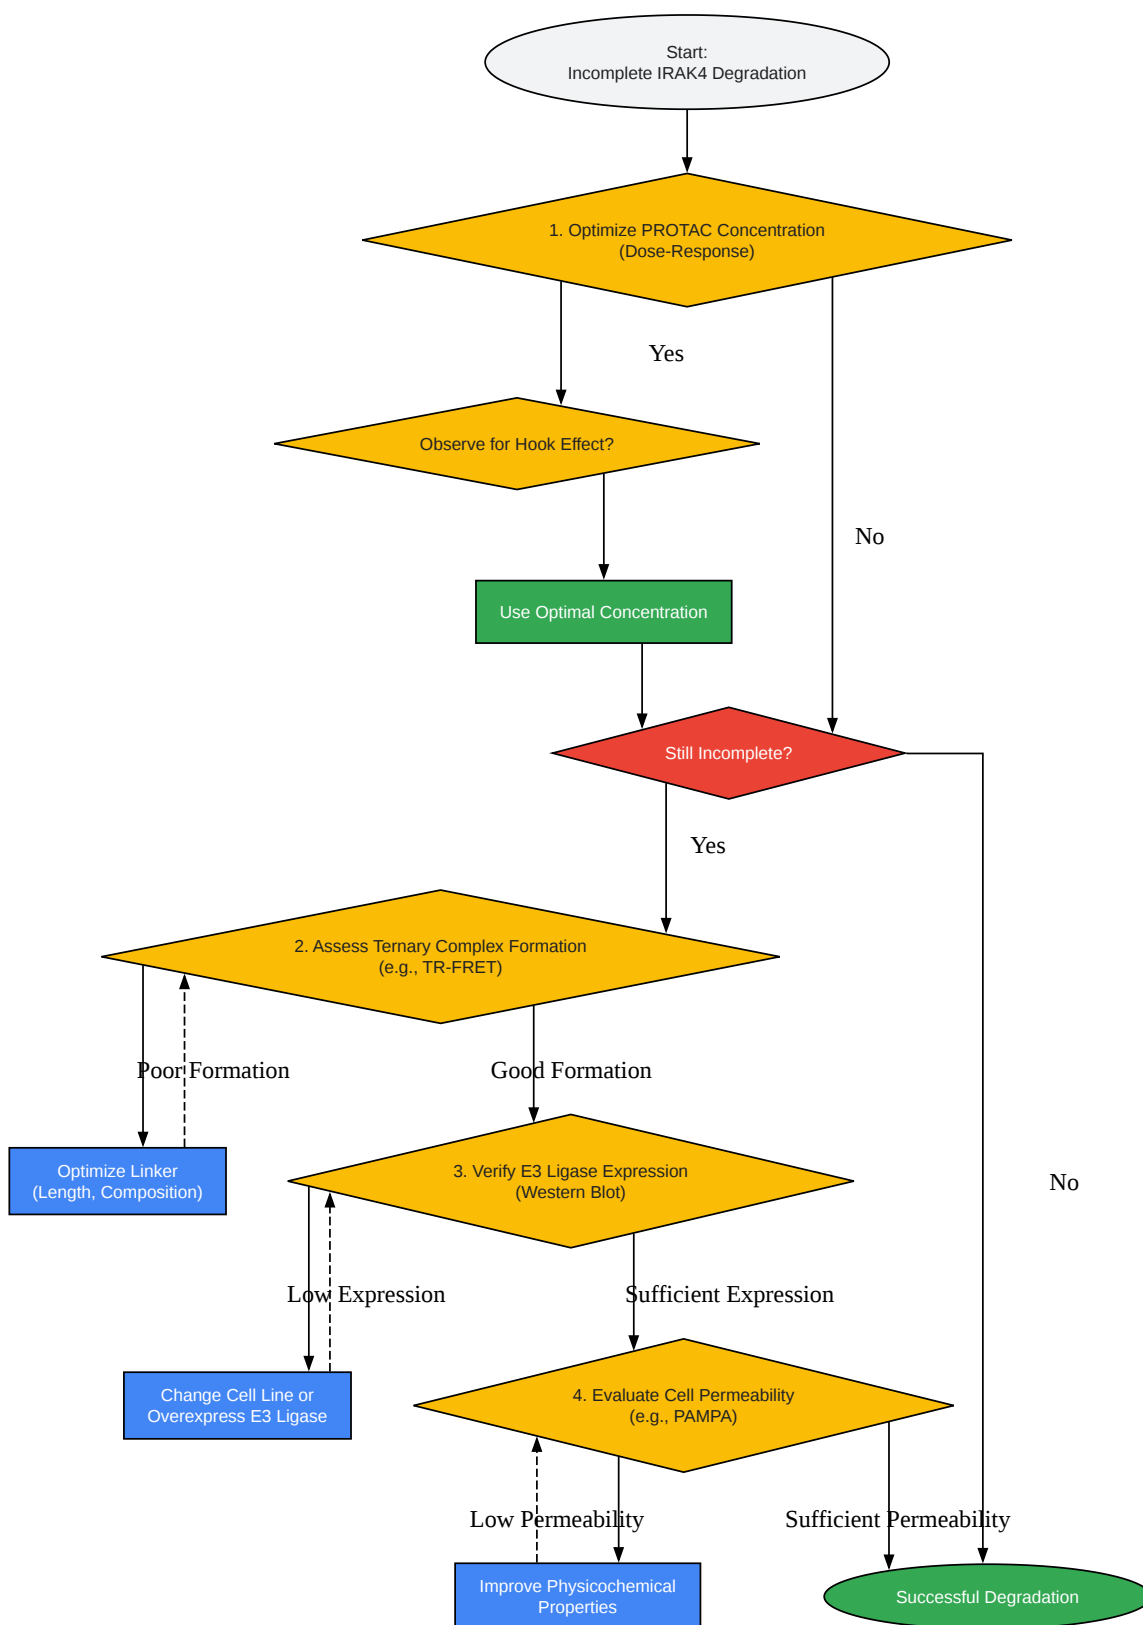 Start:
Incomplete IRAK4 Degradation
1. Optimize PROTAC Concentration
(Dose-Response)
Yes
Observe for Hook Effect?
No
Use Optimal Concentration
Still Incomplete?
Yes
2. Assess Ternary Complex Formation
(e.g., TR-FRET)
Poor Formation
Good Formation
Optimize Linker
(Length, Composition)
3. Verify E3 Ligase Expression
(Western Blot)
No
Low Expression
Sufficient Expression
Change Cell Line or
Overexpress E3 Ligase
4. Evaluate Cell Permeability
(e.g., PAMPA)
Low Permeability
Sufficient Permeability
Improve Physicochemical
Properties
Successful Degradation